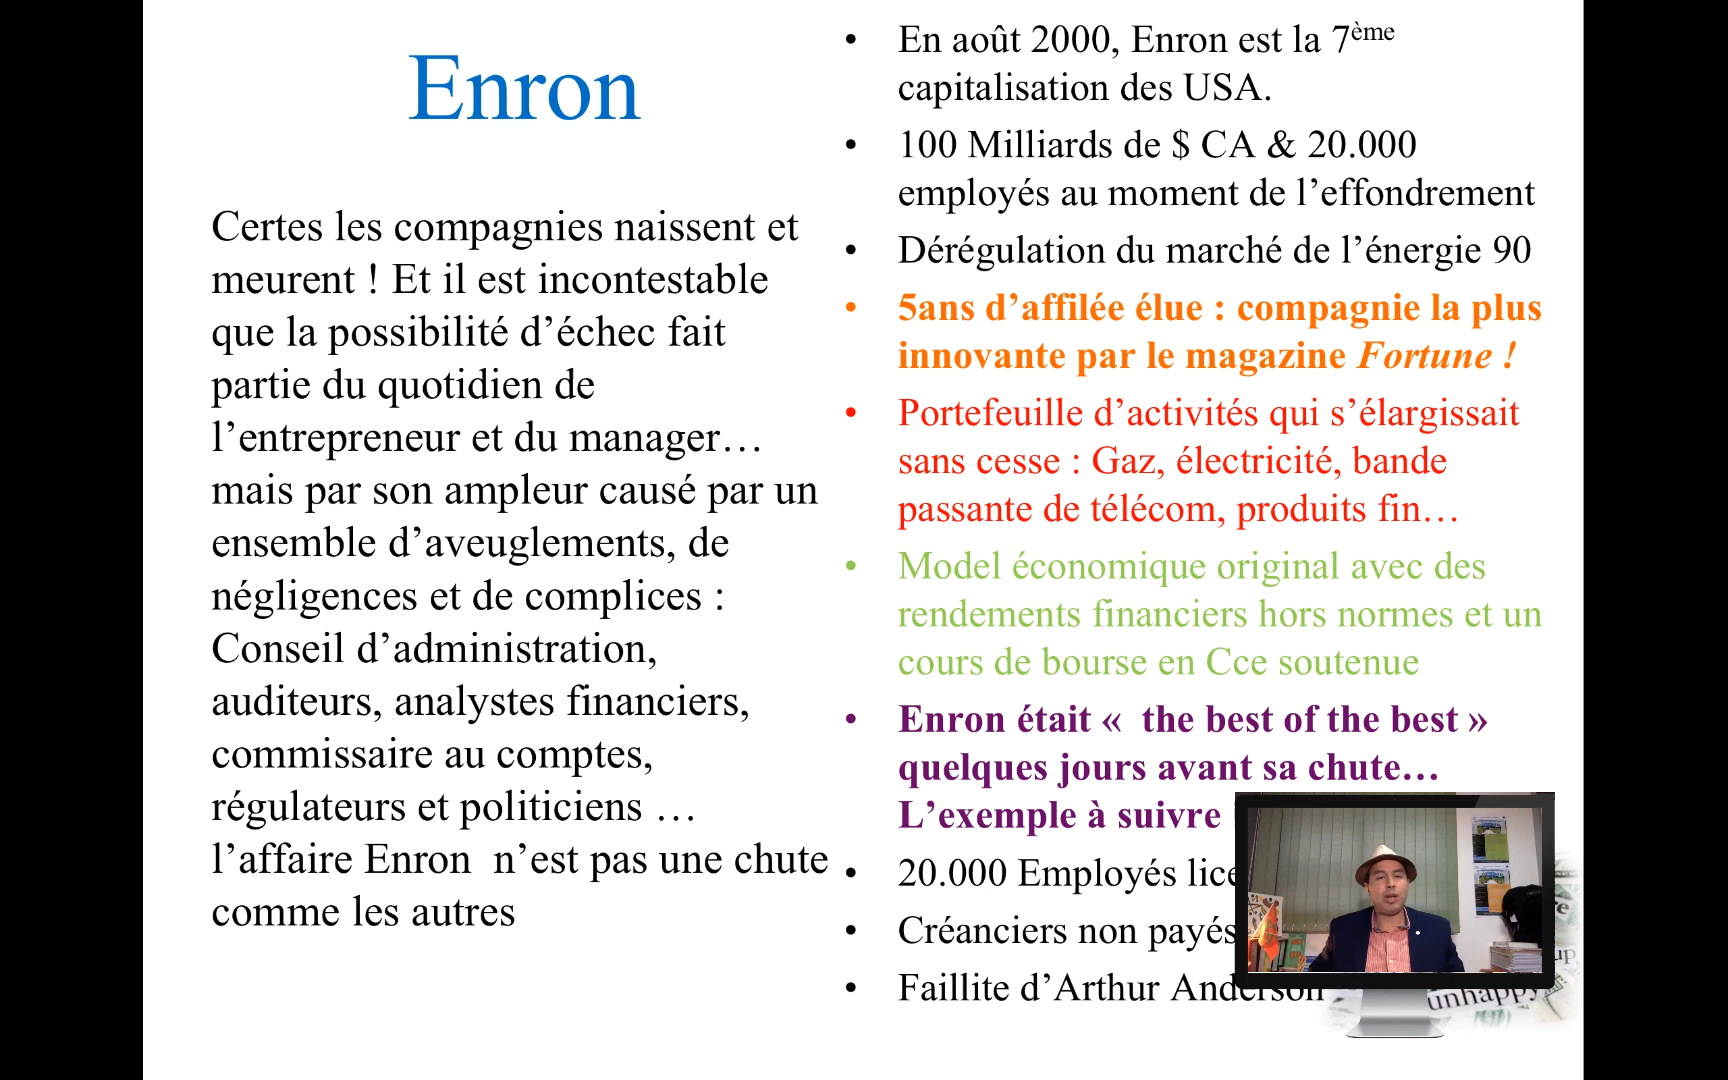 Enron
Certes les compagnies naissent et
meurent ! Et il est incontestable
que la possibilité d’échec fait
partie du quotidien de
l’entrepreneur et du manager…
mais par son ampleur causé par un
ensemble d’aveuglements, de
négligences et de complices :
Conseil d’administration,
auditeurs, analystes financiers,
commissaire au comptes,
régulateurs et politiciens …
l’affaire Enron n’est pas une chute
comme les autres
• En août 2000, Enron est la 7ème
capitalisation des USA.
• 100 Milliards de $ CA & 20.000
employés au moment de l’effondrement
• Dérégulation du marché de l’énergie 90
• 5ans d’affilée élue : compagnie la plus
innovante par le magazine Fortune !
• Portefeuille d’activités qui s’élargissait
sans cesse : Gaz, électricité, bande
passante de télécom, produits fin…
• Model économique original avec des
rendements financiers hors normes et un
cours de bourse en Cce soutenue
• Enron était « the best of the best »
quelques jours avant sa chute…
L’exemple à suivre
• 20.000 Employés lice
• Créanciers non payés
• Faillite d’Arthur Anderson
unhappy